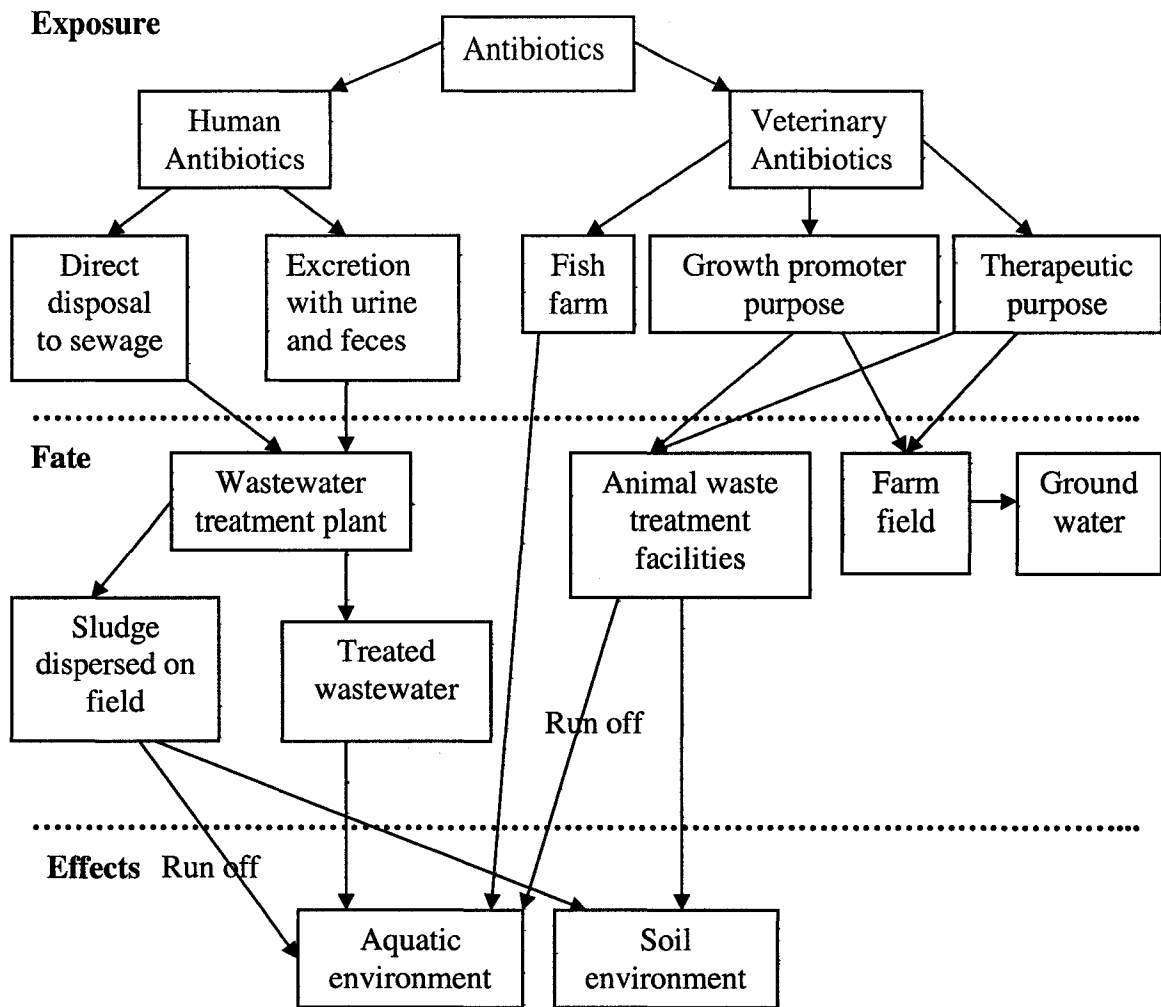 Exposure
Antibiotics
Human
Antibiotics
Veterinary
Antibiotics
Direct
disposal
to sewage
Excretion
with urine
and feces
Fish
farm
Growth promoter
purpose
Therapeutic
purpose
Fate
Wastewater
treatment plant
Animal waste
treatment
facilities
Farm
field
Ground
water
Sludge
dispersed on
field
Treated
wastewater
Run off
Effects Run off
Aquatic
environment
Soil
environment